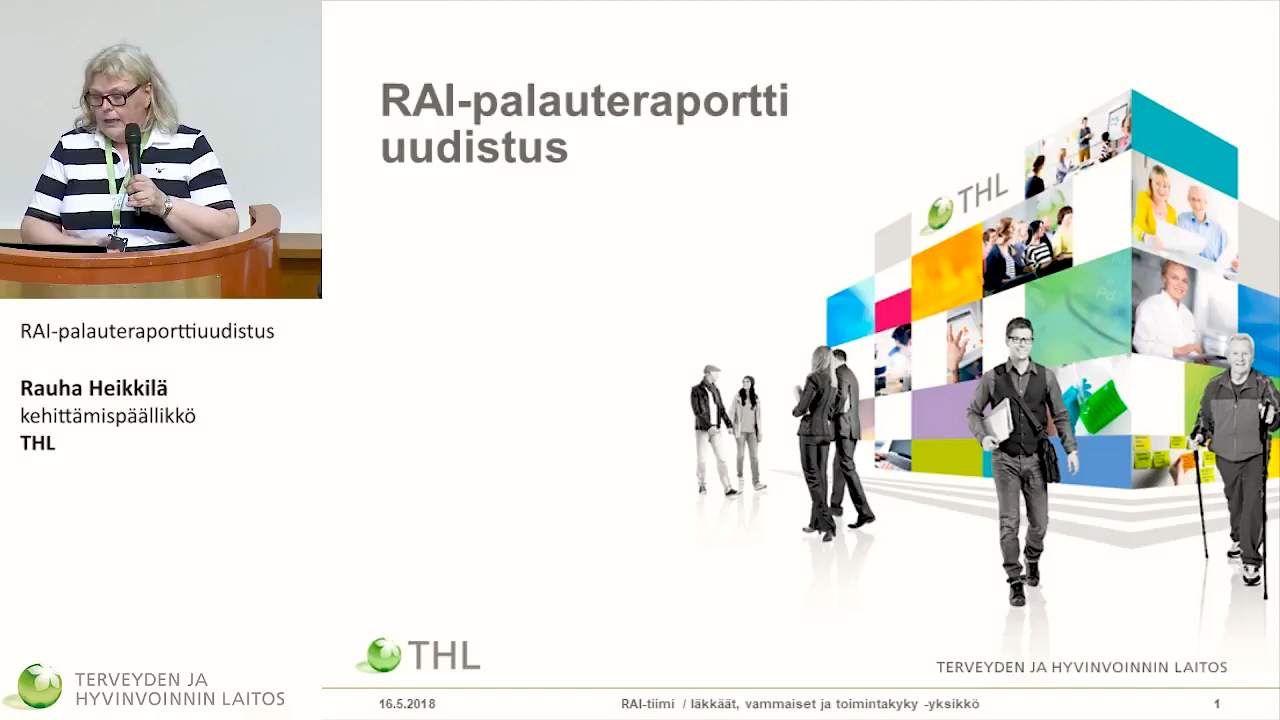 RAI-palauteraporttiuudistus
Rauha Heikkilä
kehittämispäällikkö
THL
TERVEYDEN JA
HYVINVOINNIN LAITOS
RAI-palauteraportti
uudistus
THL
THL
TERVEYDEN JA HYVINVOINNIN LAITOS
16.5.2018
RAI-tiimi / Iäkkäät, vammaiset ja toimintakyky -yksikkö
1